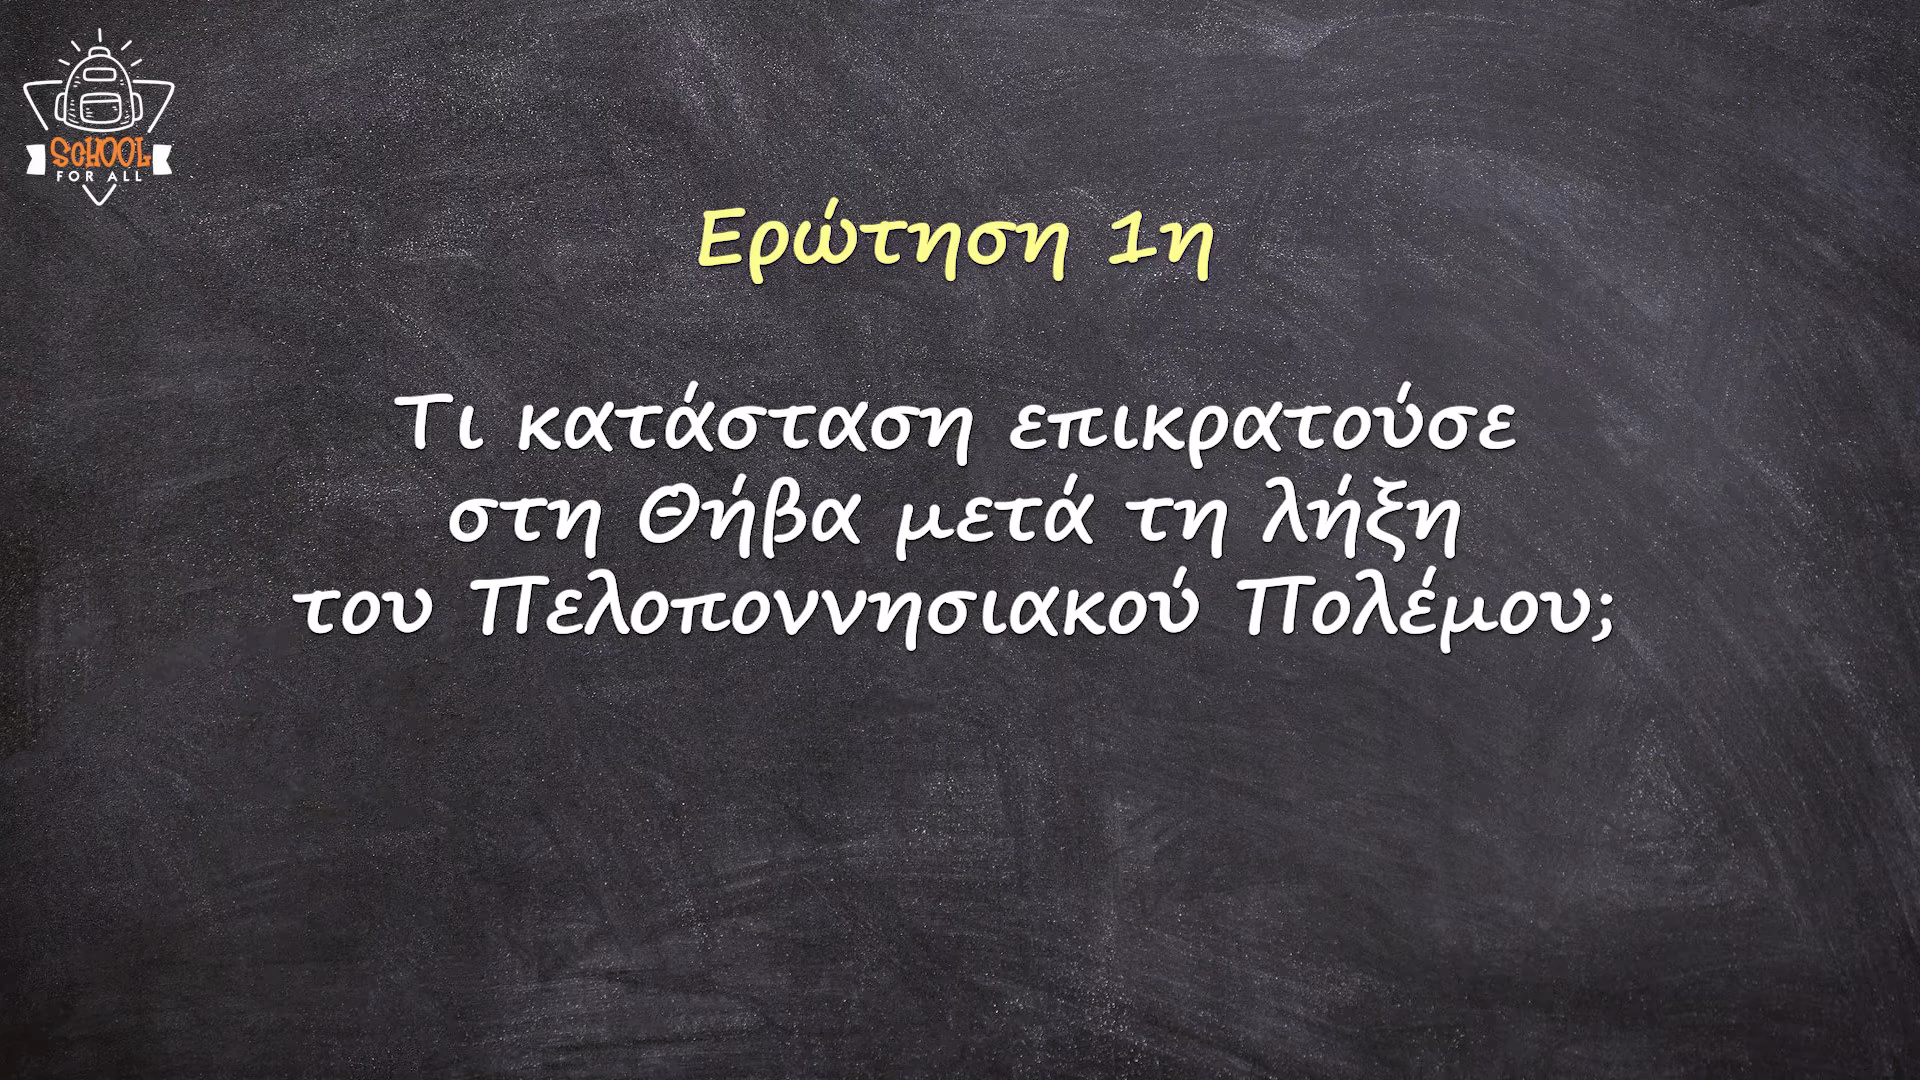 SCHOOL
FOR ALL
Ερώτηση 1η
Τι κατάσταση επικρατούσε
στη Θήβα μετά τη λήξη
του Πελοποννησιακού Πολέμου;